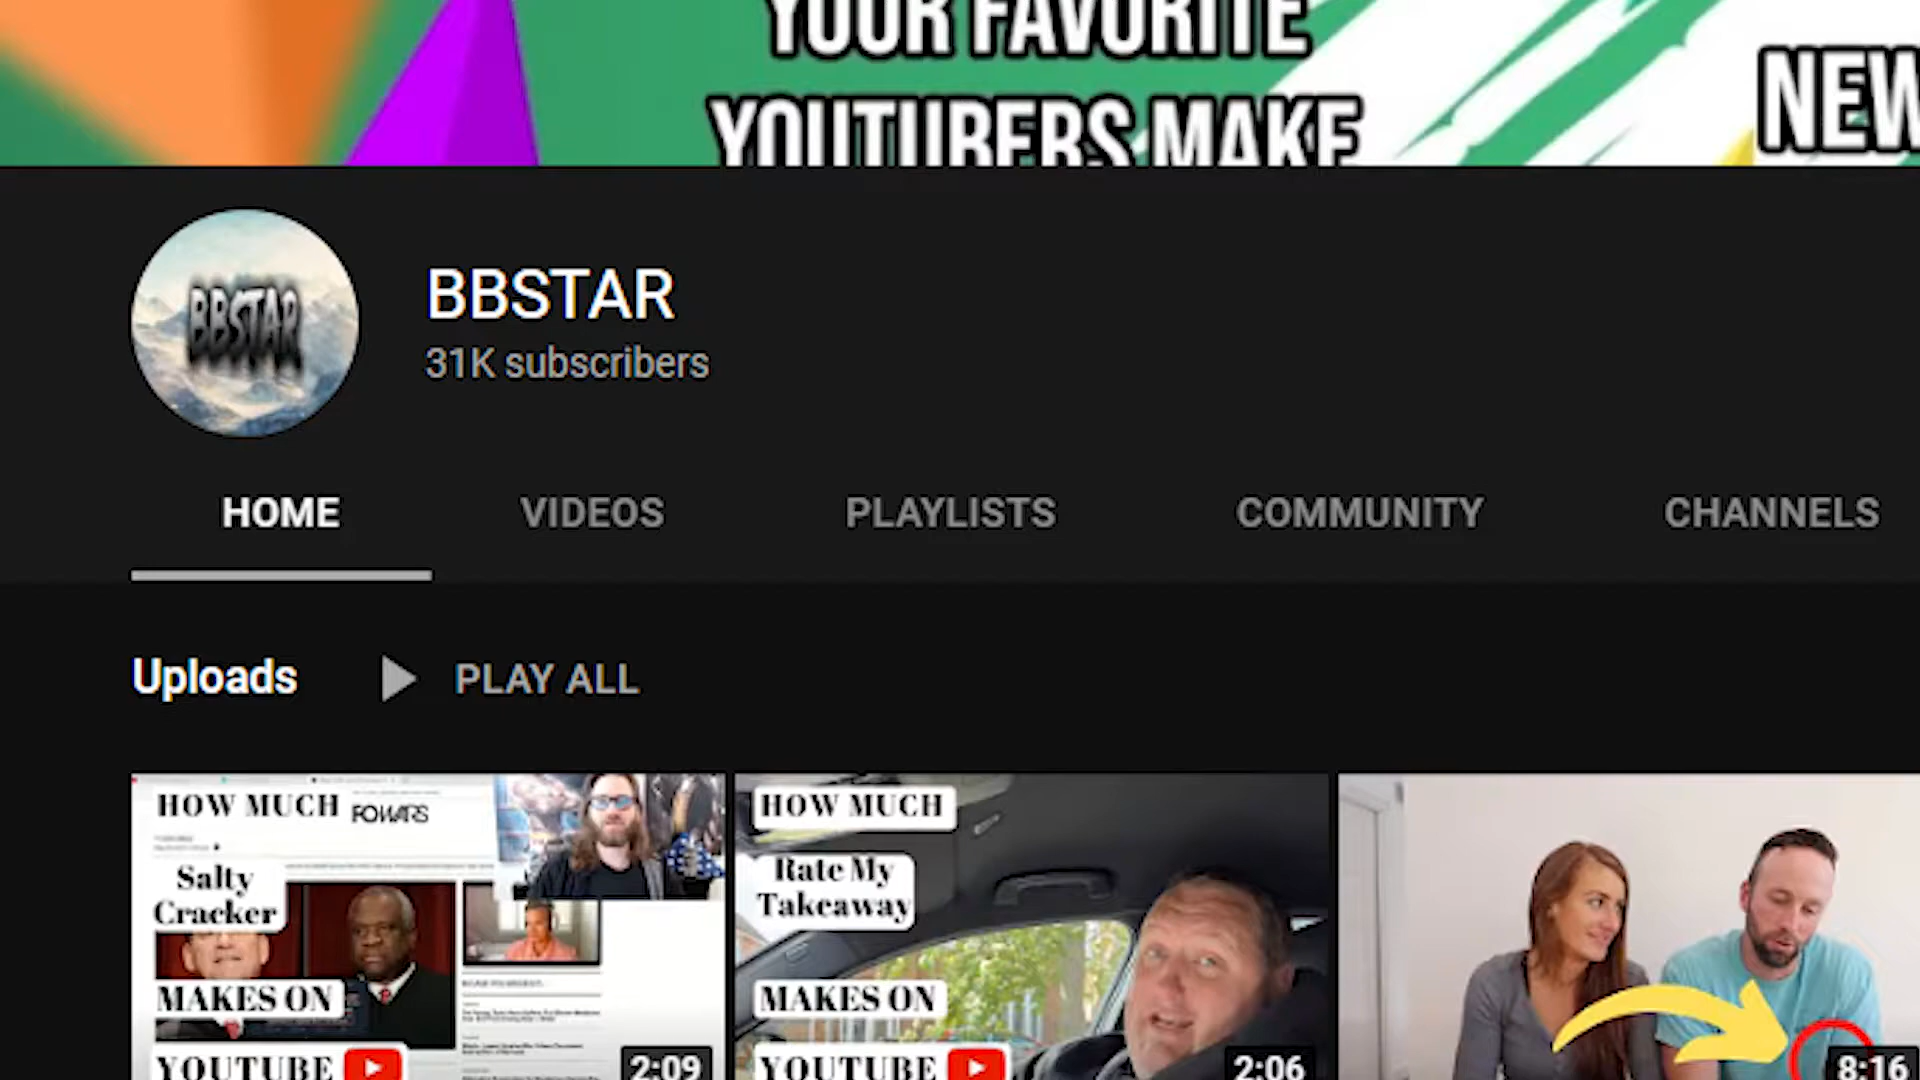 YOUR FAVORITE
YOUTUBERS MAKE
NEW
BBSTAR
BBSTAR
31K subscribers
HOME
VIDEOS
PLAYLISTS
COMMUNITY
CHANNELS
Uploads
PLAY ALL
HOW MUCH
FOWARS
Salty
Cracker
MAKES ON
YOUTUBE
2:09
HOW MUCH
Rate My
Takeaway
MAKES ON
YOUTUBE
2:06
8:16